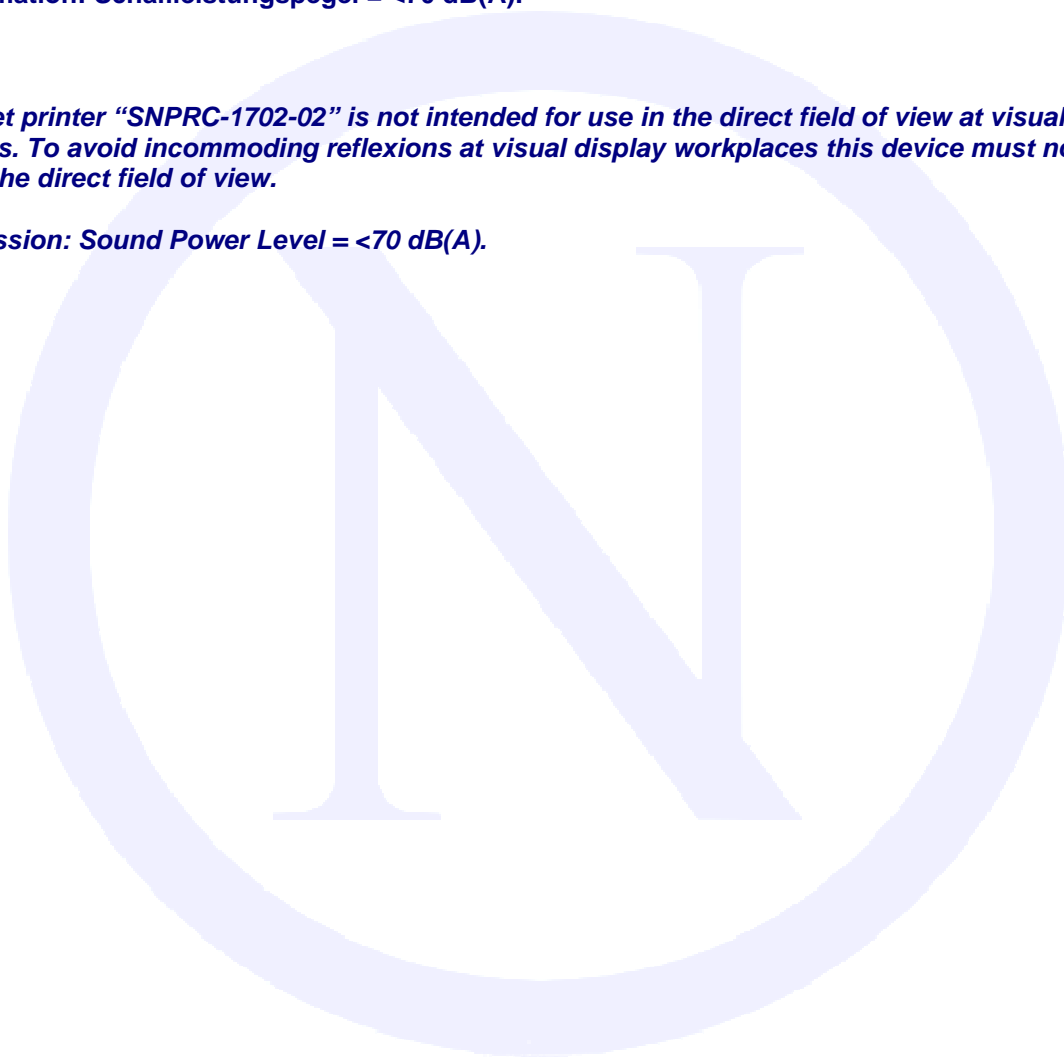 Schallleistungspegel = <70 dB(A).
et printer “SNPRC-1702-02” is not intended for use in the direct field of view at visual
s. To avoid incommoding reflexions at visual display workplaces this device must
he direct field of view.
ssion: Sound Power Level = <70 dB(A).
N